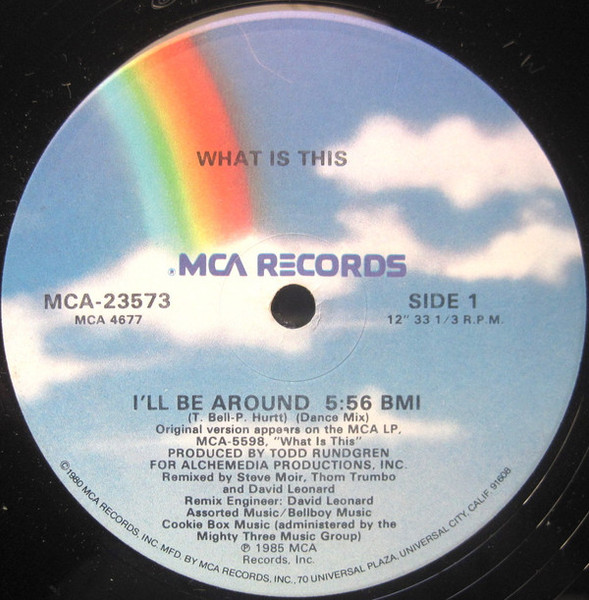 WHAT IS THIS
® MCA RECORDS
MCA-23573
MCA 4677
SIDE 1
12" 33 1/3 R.P.M.
I'LL BE AROUND 5:56 BMI
(T. Bell-P. Hurtt) (Dance Mix)
Original version appears on the MCA LP,
MCA-5598, "What Is This"
PRODUCED BY TODD RUNDGREN
FOR ALCHEMEDIA PRODUCTIONS, INC.
Remixed by Steve Moir, Thom Trumbo
and David Leonard
Remix Engineer: David Leonard
Assorted Music/Bellboy Music
Cookie Box Music (administered by the
Mighty Three Music Group)
℗ 1985 MCA
Records, Inc.
©1980 MCA RECORDS, INC. MFD. BY MCA RECORDS, INC., 70 UNIVERSAL PLAZA, UNIVERSAL CITY, CALIF. 91608